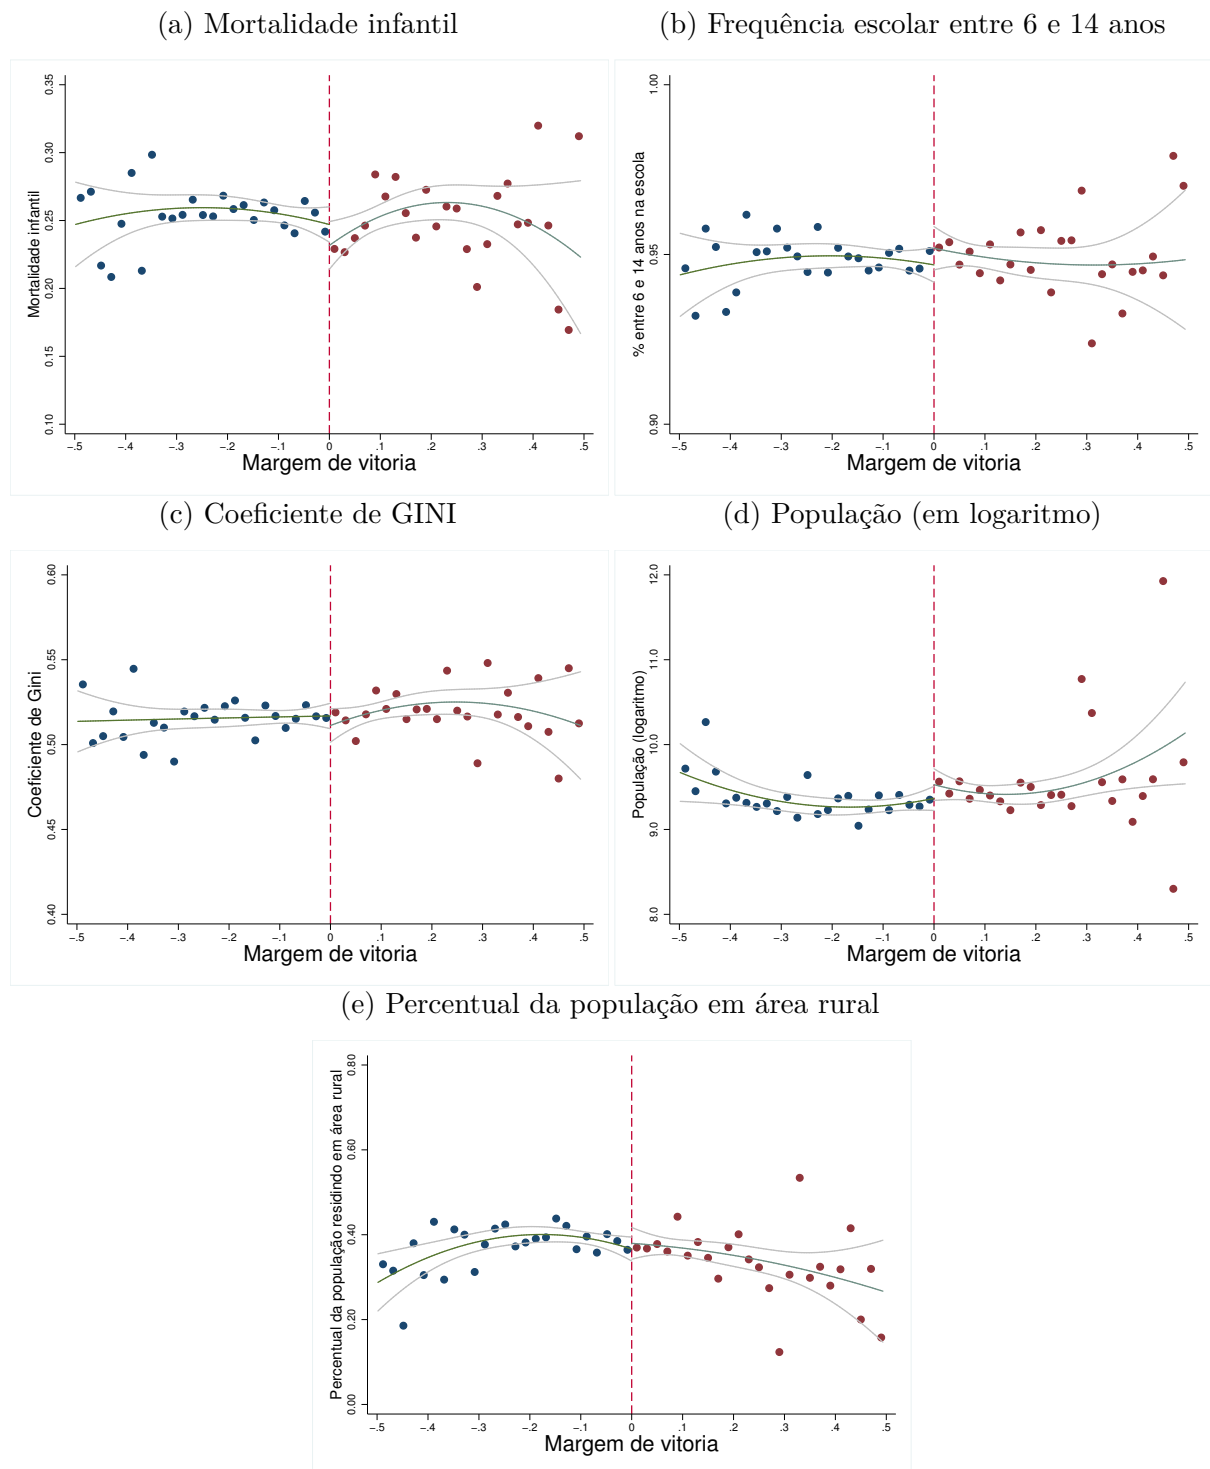 (a) Mortalidade infantil
(b) Frequência escolar entre 6 e 14 anos
Mortalidade infantil
0.10 0.15 0.20 0.25 0.30 0.35
-.5 -.4 -.3 -.2 -.1 0 .1 .2 .3 .4 .5
Margem de vitoria
% entre 6 e 14 anos na escola
0.90 0.95 1.00
-.5 -.4 -.3 -.2 -.1 0 .1 .2 .3 .4 .5
Margem de vitoria
(c) Coeficiente de GINI
(d) População (em logaritmo)
Coeficiente de Gini
0.40 0.45 0.50 0.55 0.60
-.5 -.4 -.3 -.2 -.1 0 .1 .2 .3 .4 .5
Margem de vitoria
População (logaritmo)
8.0 9.0 10.0 11.0 12.0
-.5 -.4 -.3 -.2 -.1 0 .1 .2 .3 .4 .5
Margem de vitoria
(e) Percentual da população em área rural
Percentual da população residindo em área rural
0.00 0.20 0.40 0.60 0.80
-.5 -.4 -.3 -.2 -.1 0 .1 .2 .3 .4 .5
Margem de vitoria